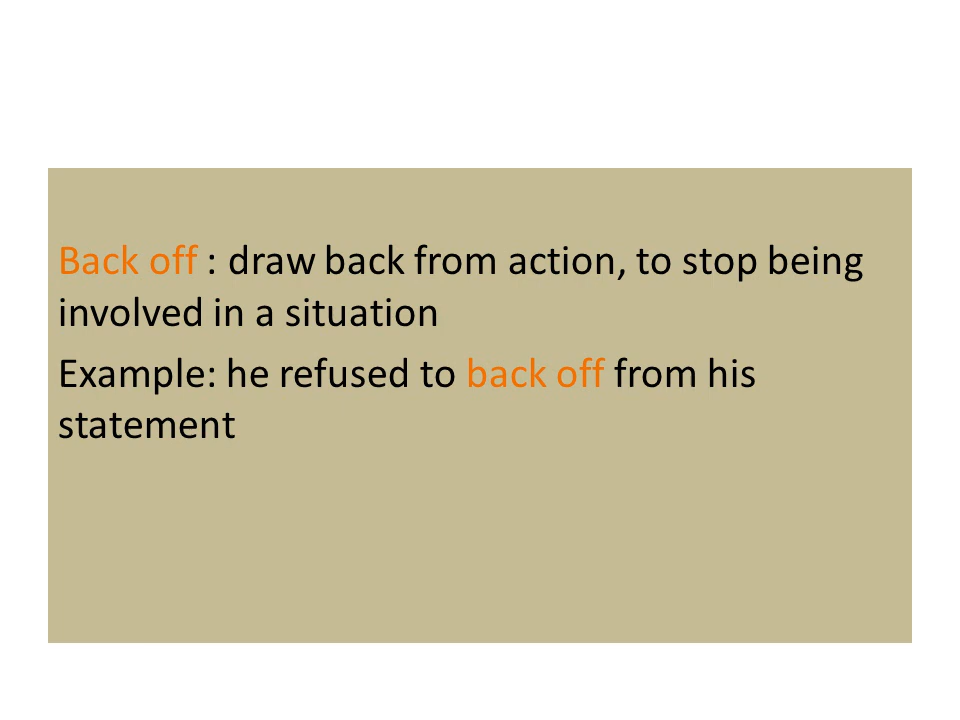 Back off : draw back from action, to stop being
involved in a situation
Example: he refused to back off from his
statement